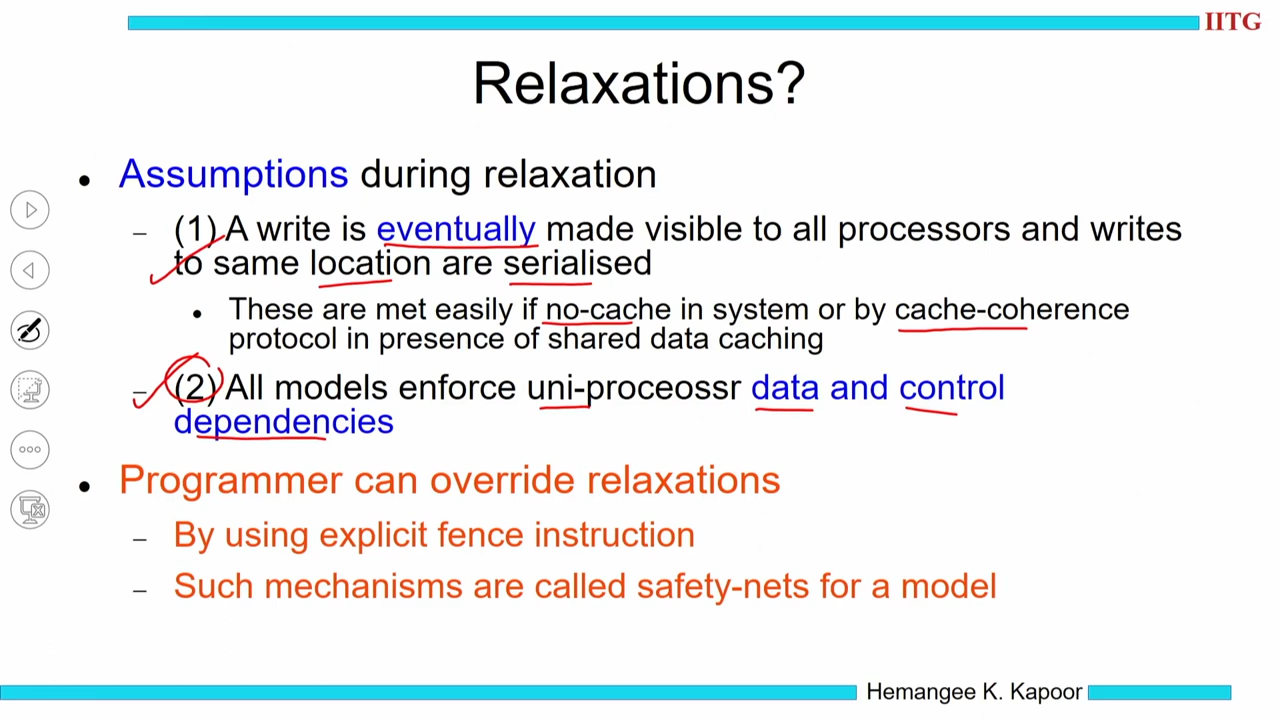 IITG
Relaxations?
• Assumptions during relaxation
– (1) A write is eventually made visible to all processors and writes
to same location are serialised
• These are met easily if no-cache in system or by cache-coherence
protocol in presence of shared data caching
– (2) All models enforce uni-proceossr data and control
dependencies
• Programmer can override relaxations
– By using explicit fence instruction
– Such mechanisms are called safety-nets for a model
Hemangee K. Kapoor